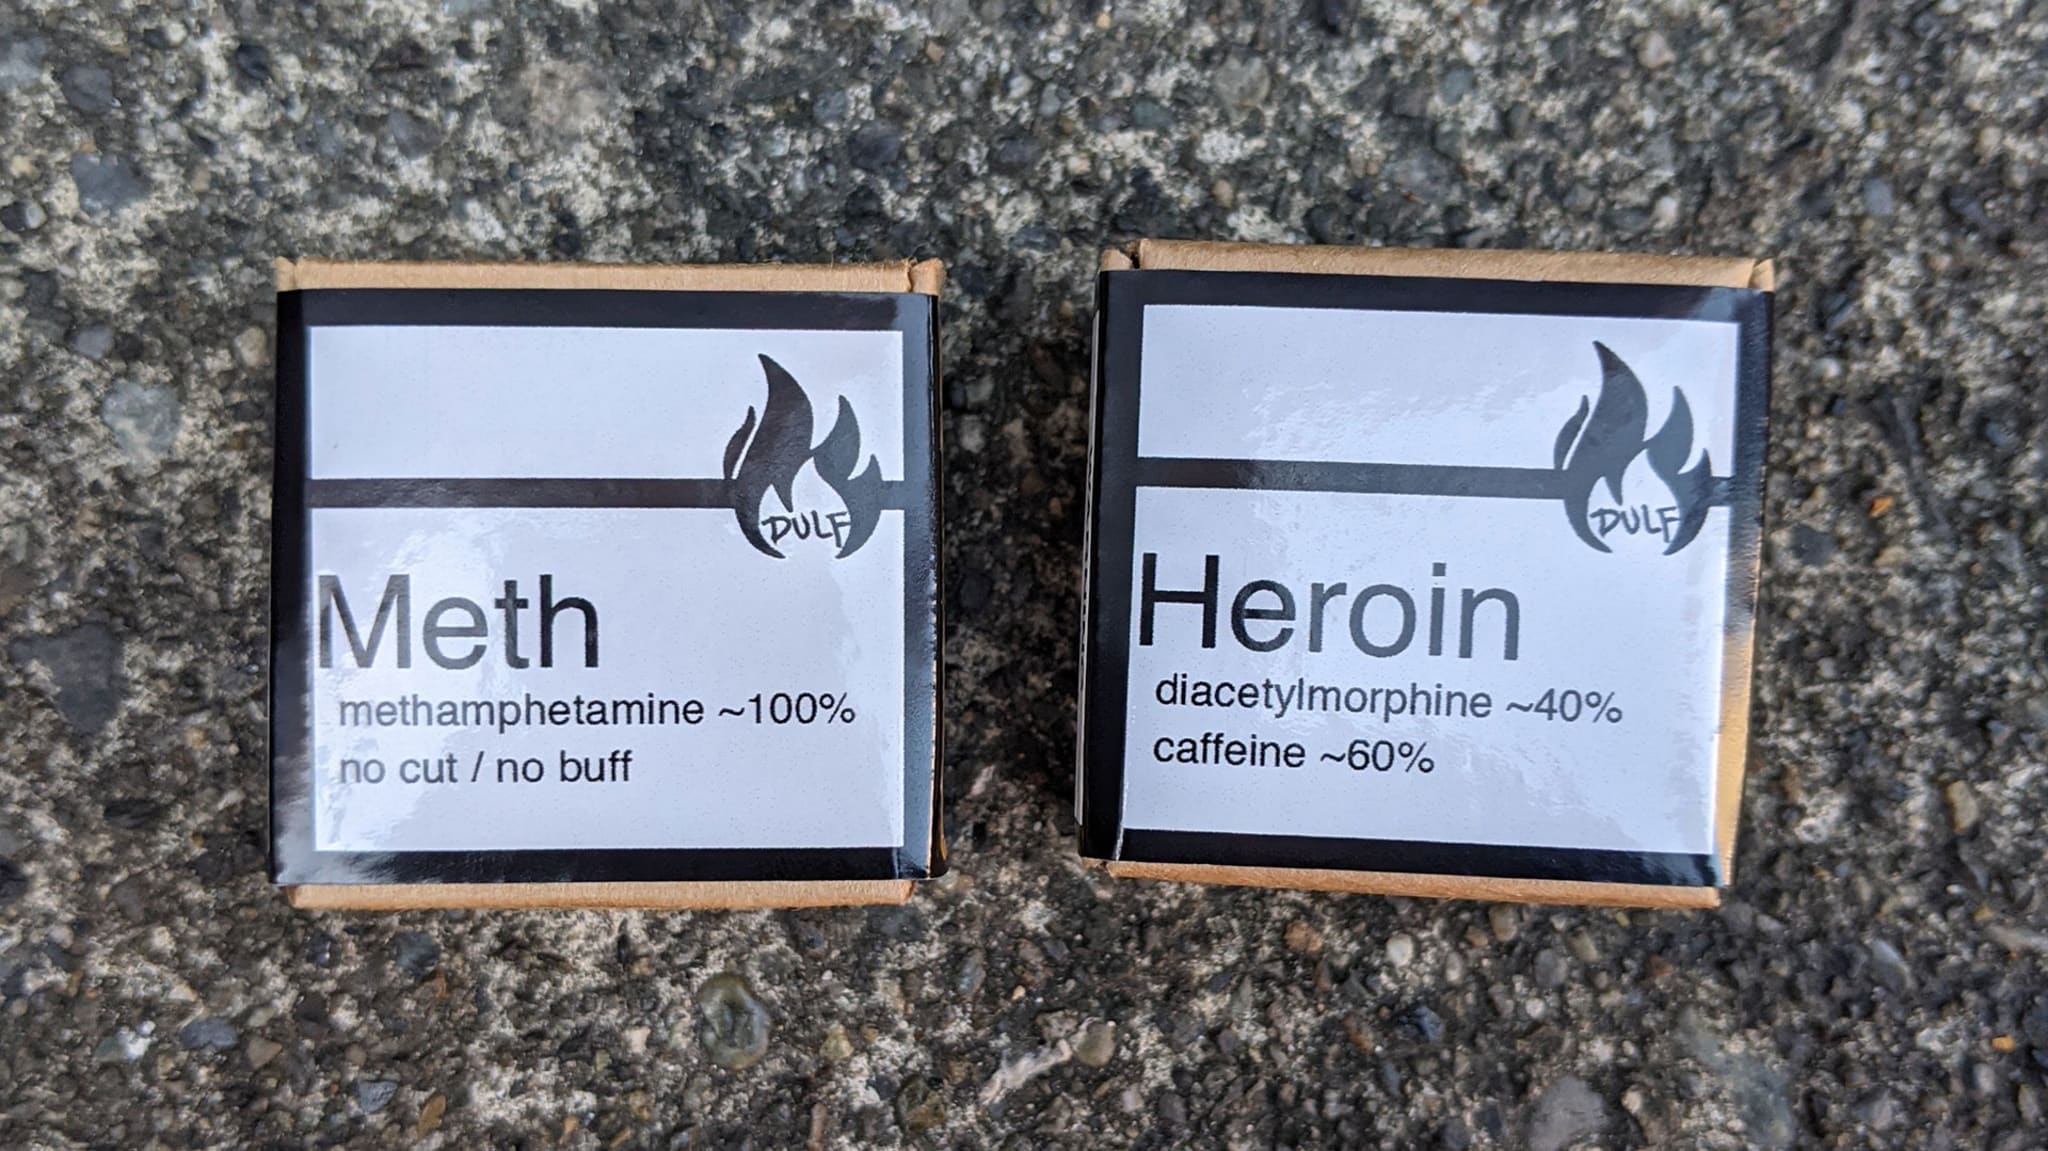 DULF
Meth
methamphetamine ~100%
no cut / no buff
DULF
Heroin
diacetylmorphine ~40%
caffeine ~60%